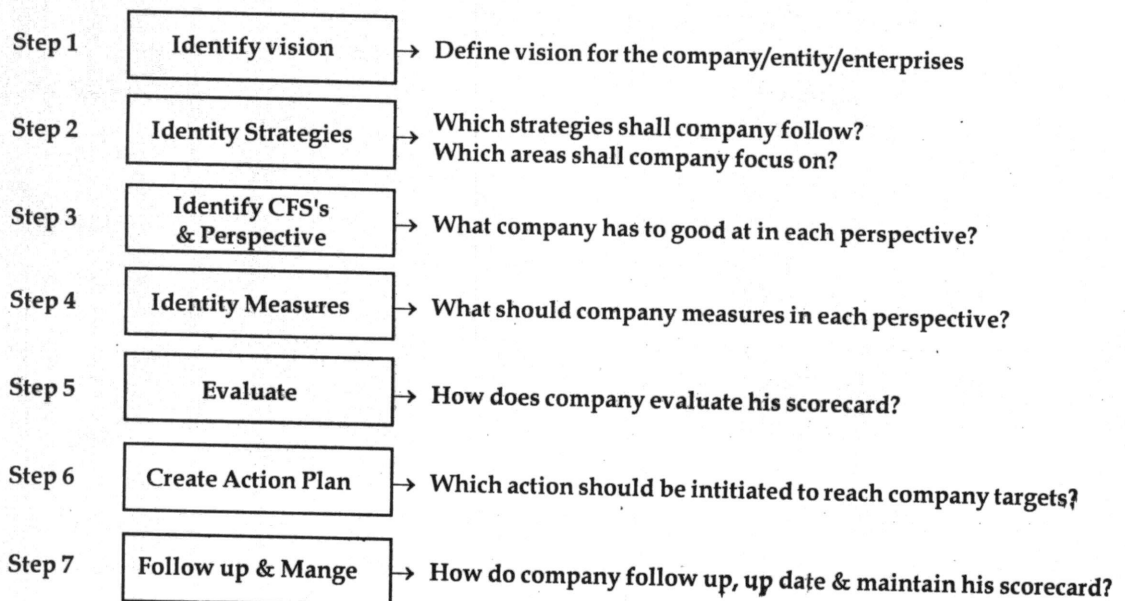 Step 1 Identify vision → Define vision for the company/entity/enterprises
Step 2 Identity Strategies → Which strategies shall company follow?
Which areas shall company focus on?
Step 3 Identify CFS's
& Perspective → What company has to good at in each perspective?
Step 4 Identity Measures → What should company measures in each perspective?
Step 5 Evaluate → How does company evaluate his scorecard?
Step 6 Create Action Plan → Which action should be intitiated to reach company targets?
Step 7 Follow up & Mange → How do company follow up, up date & maintain his scorecard?